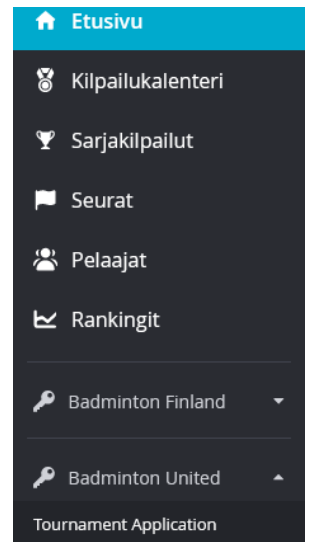 Etusivu
Kilpailukalenteri
Sarjakilpailut
Seurat
Pelaajat
Rankingit
Badminton Finland
Badminton United
Tournament Application